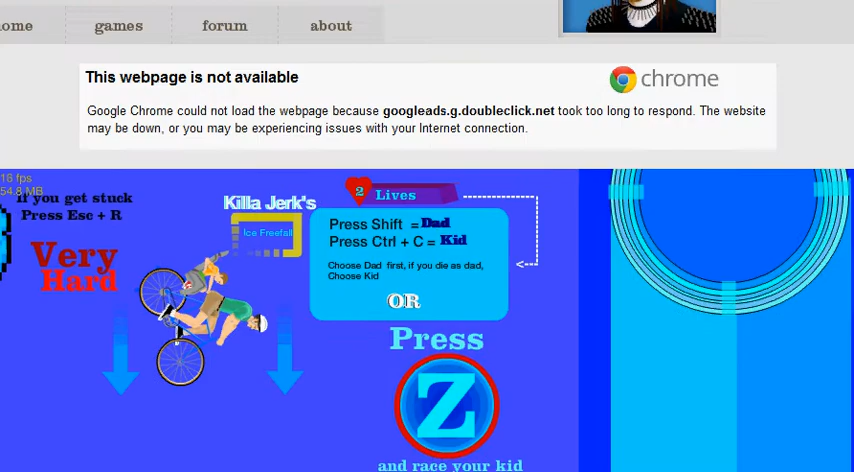 ome
games
forum
about
This webpage is not available
chrome
Google Chrome could not load the webpage because googleads.g.doubleclick.net took too long to respond. The website
may be down, or you may be experiencing issues with your Internet connection.
18 fps
54.8 MB
if you get stuck
Press Esc + R
Very
Hard
Killa Jerk's
Ice Freefall
2
Lives
Press Shift = Dad
Press Ctrl + C = Kid
Choose Dad first, if you die as dad,
Choose Kid
OR
Press
Z
and race your kid